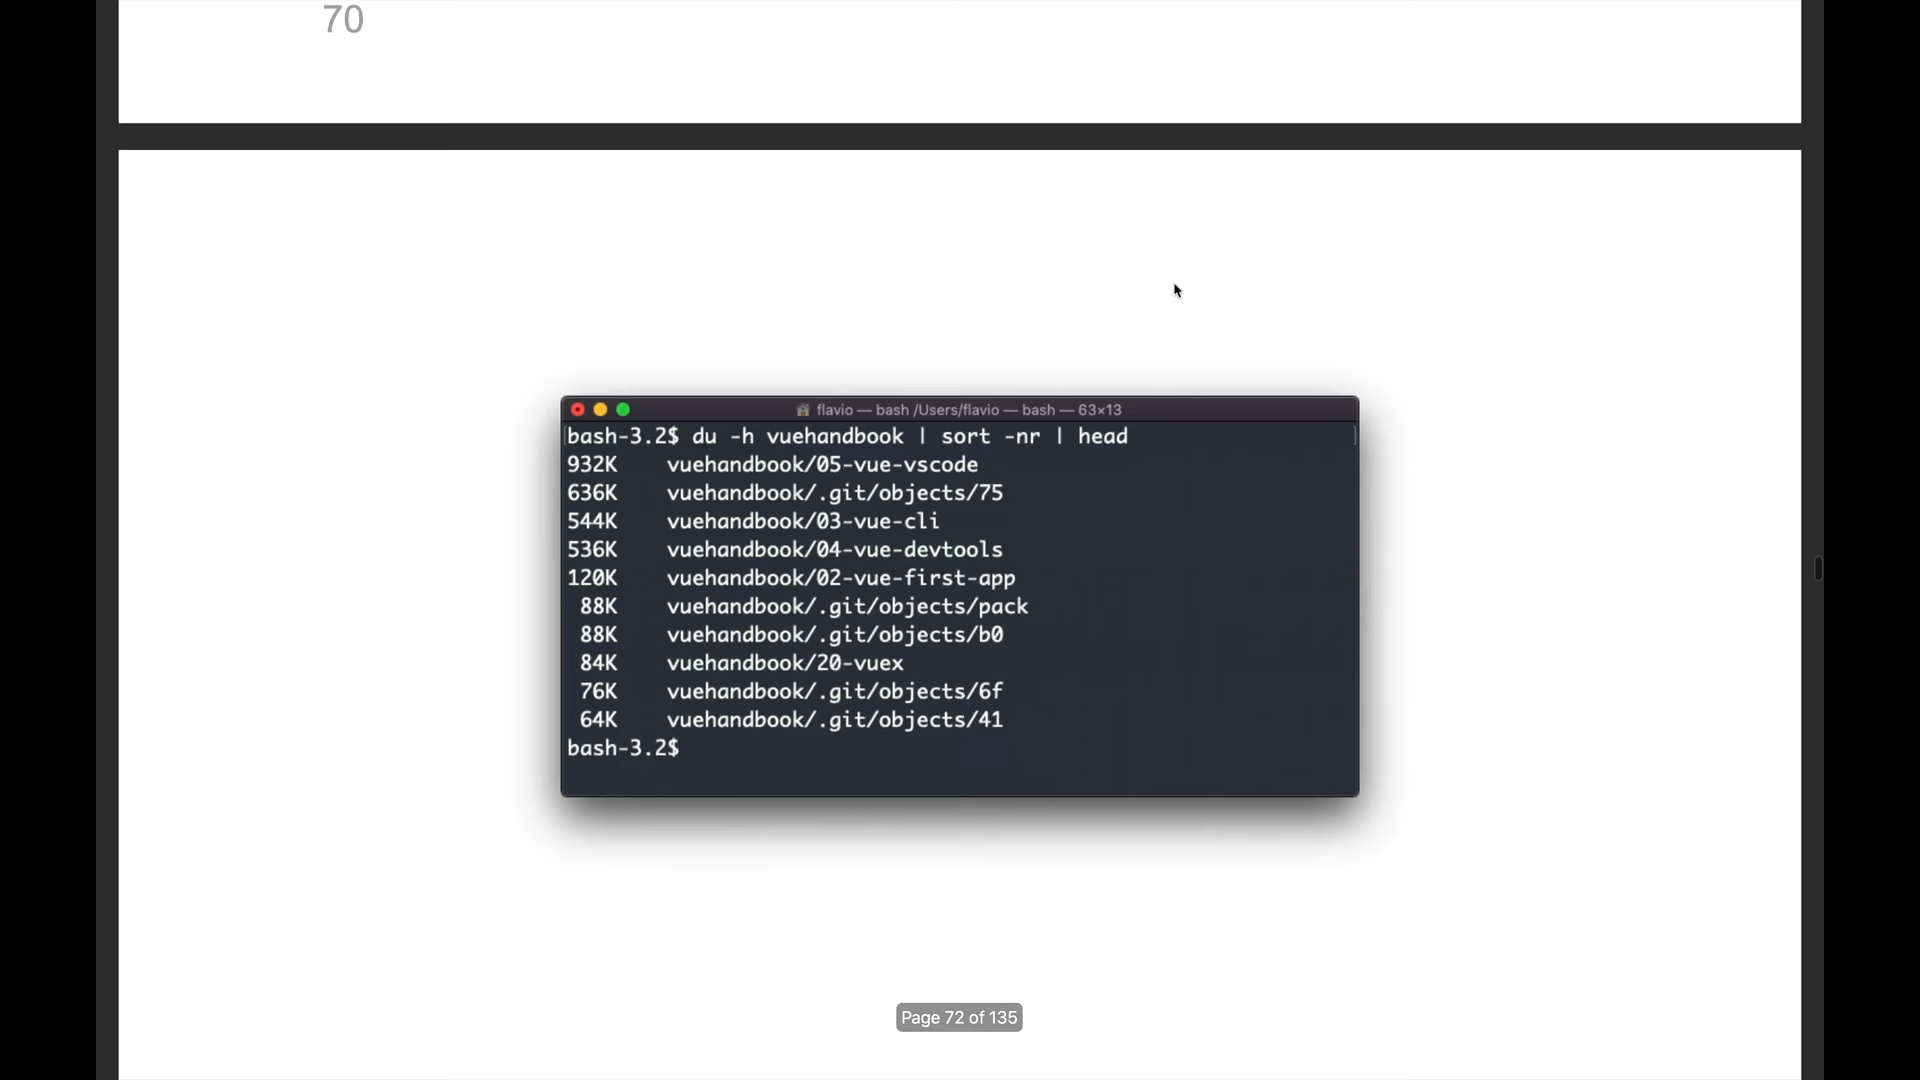 70
flavio — bash /Users/flavio — bash — 63×13
bash-3.2$ du -h vuehandbook | sort -nr | head
932K    vuehandbook/05-vue-vscode
636K    vuehandbook/.git/objects/75
544K    vuehandbook/03-vue-cli
536K    vuehandbook/04-vue-devtools
120K    vuehandbook/02-vue-first-app
 88K    vuehandbook/.git/objects/pack
 88K    vuehandbook/.git/objects/b0
 84K    vuehandbook/20-vuex
 76K    vuehandbook/.git/objects/6f
 64K    vuehandbook/.git/objects/41
bash-3.2$
Page 72 of 135